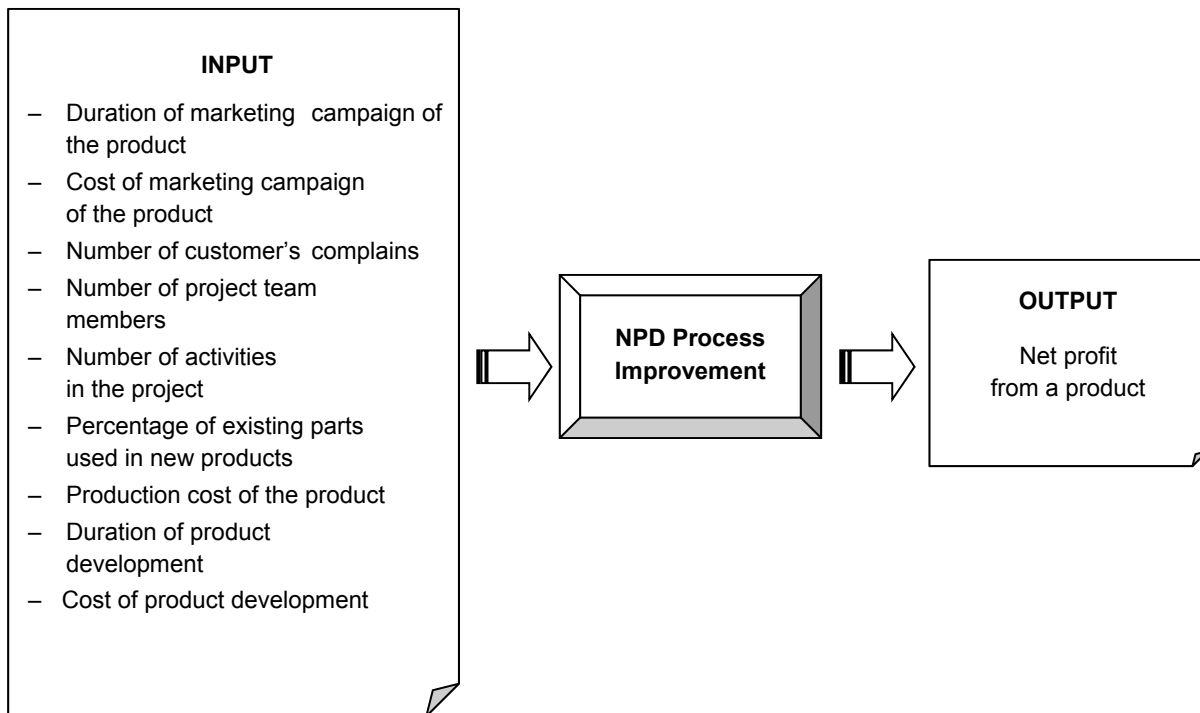 INPUT
– Duration of marketing campaign of
the product
– Cost of marketing campaign
of the product
– Number of customer’s complains
– Number of project team
members
– Number of activities
in the project
– Percentage of existing parts
used in new products
– Production cost of the product
– Duration of product
development
– Cost of product development
NPD Process
Improvement
OUTPUT
Net profit
from a product